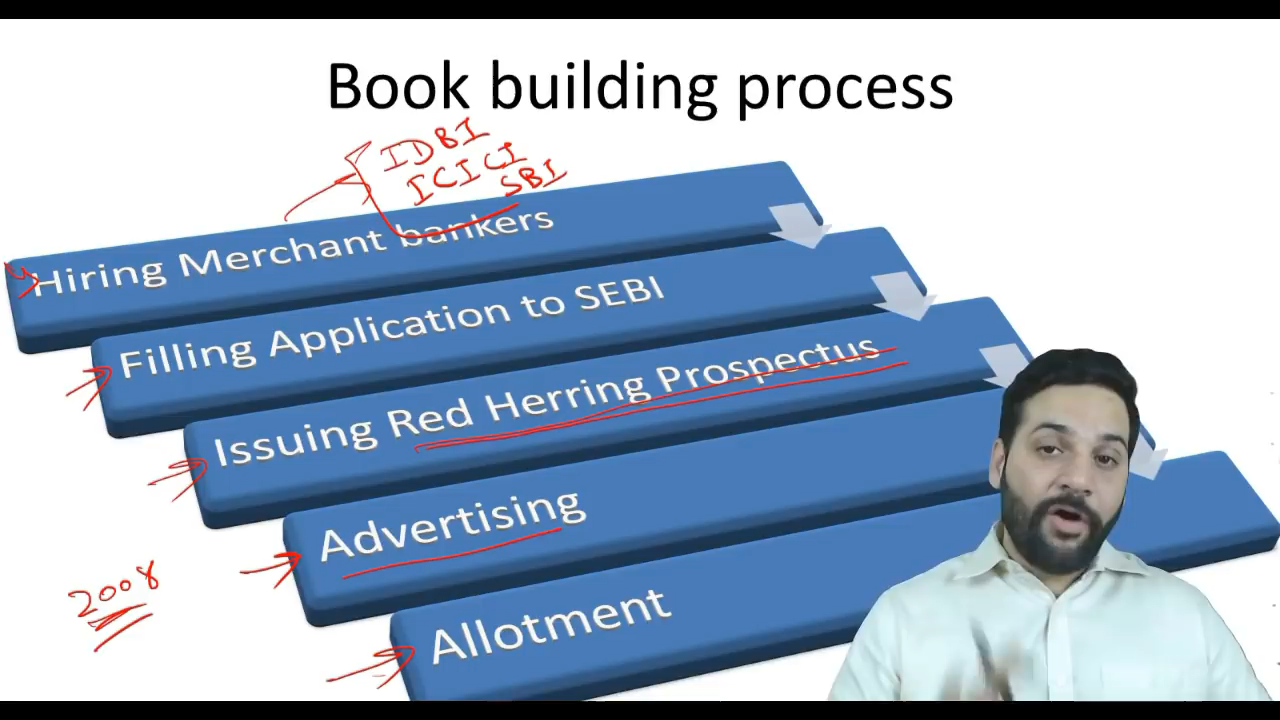 Book building process
IDBI
ICICI
SBI
Hiring Merchant bankers
Filling Application to SEBI
Issuing Red Herring Prospectus
Advertising
2008
Allotment